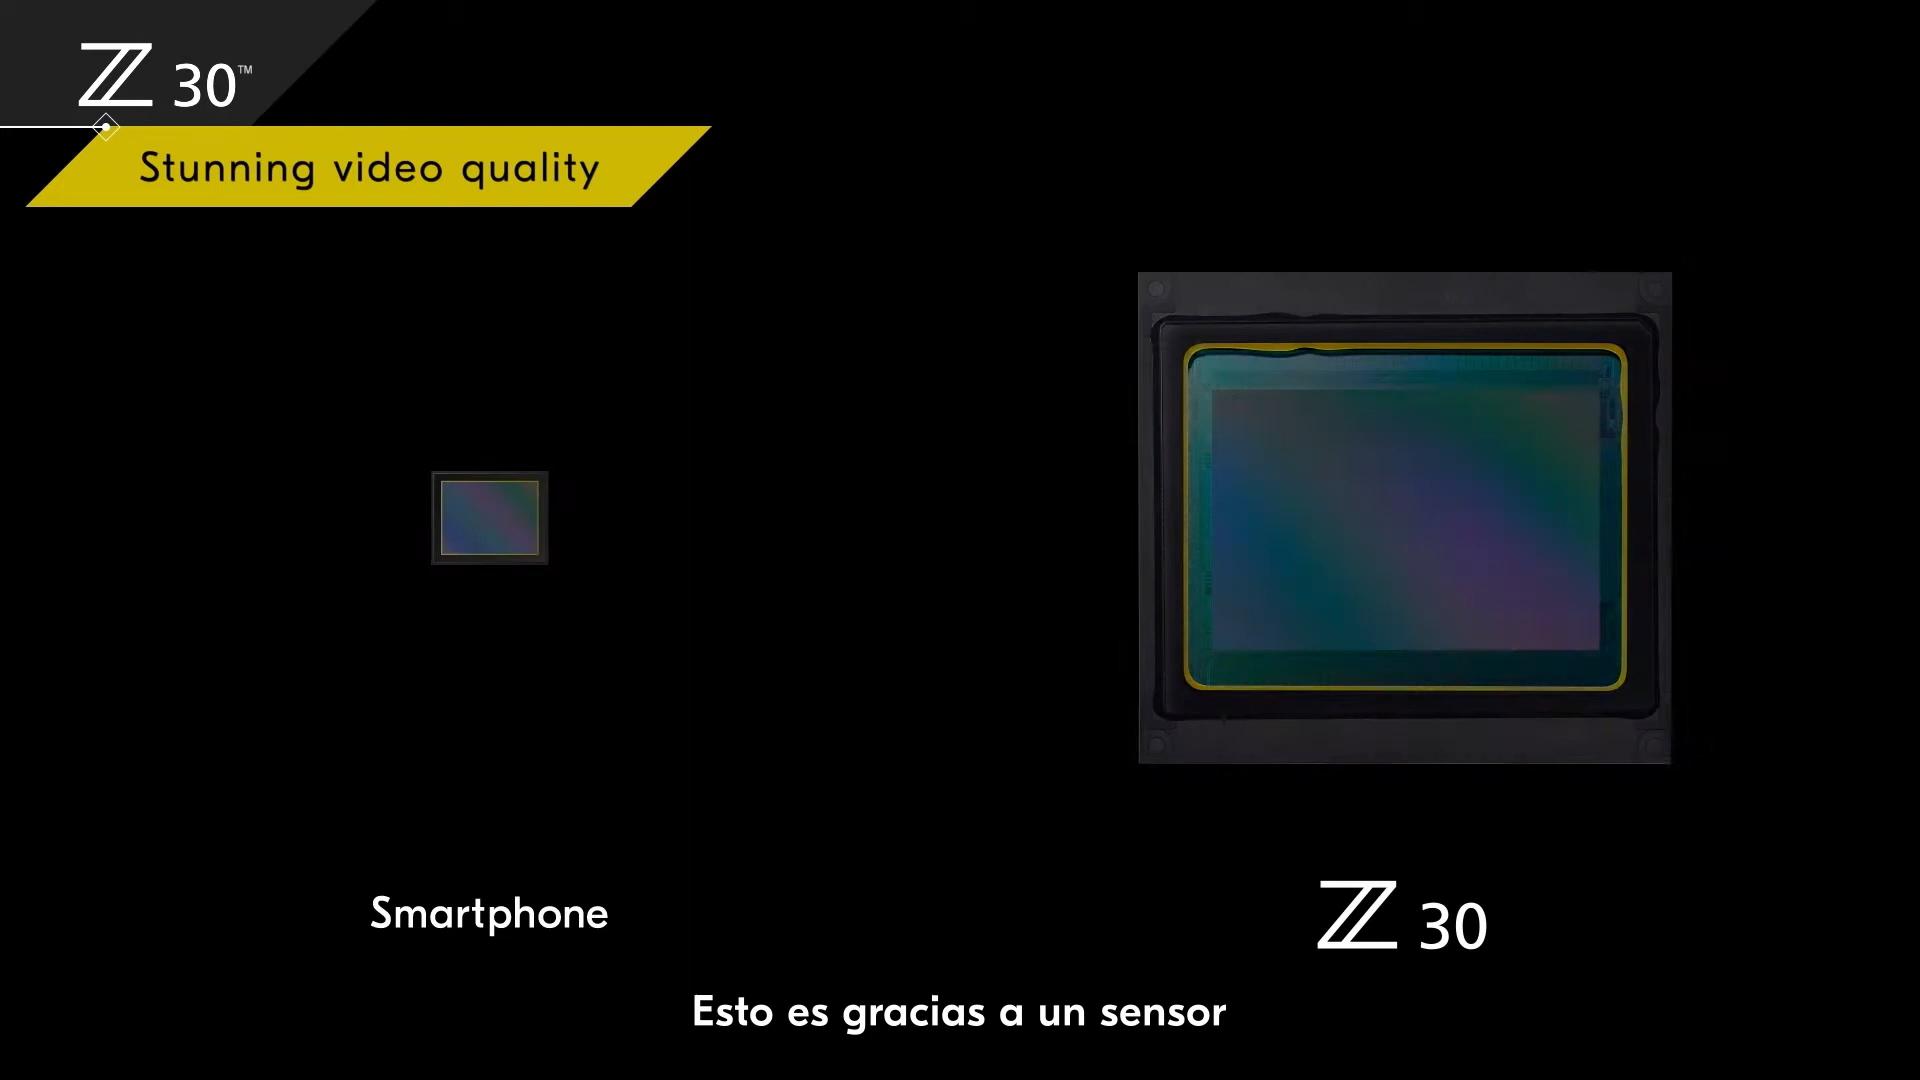 Z 30™
Stunning video quality
Smartphone
Z 30
Esto es gracias a un sensor